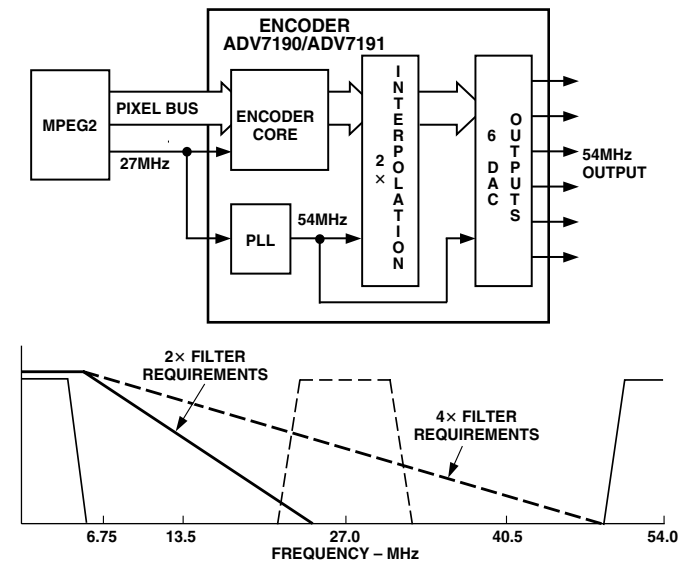 ENCODER
ADV7190/ADV7191
MPEG2
PIXEL BUS
27MHz
ENCODER
CORE
PLL
54MHz
2×
INTERPOLATION
6
DAC
OUTPUTS
54MHz
OUTPUT
2× FILTER
REQUIREMENTS
4× FILTER
REQUIREMENTS
6.75 13.5 27.0 40.5 54.0
FREQUENCY – MHz